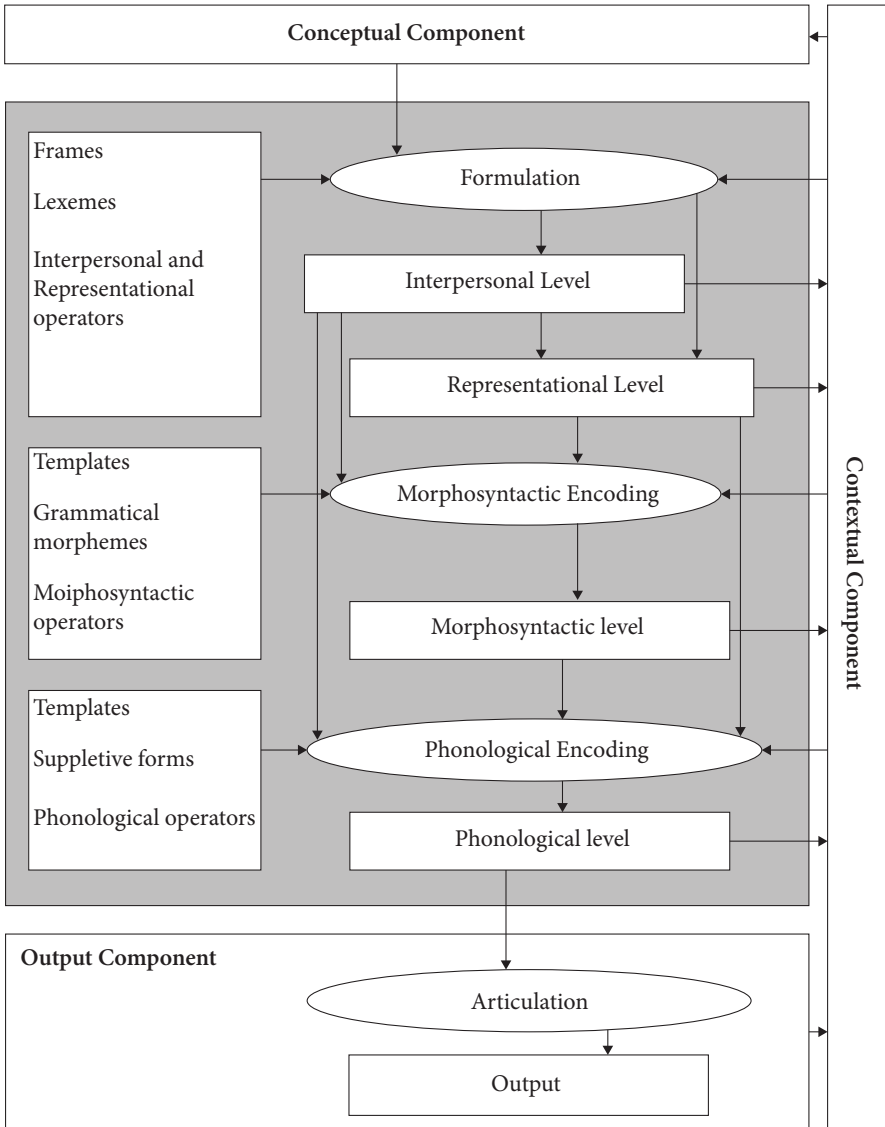 Conceptual Component
Frames
Lexemes
Interpersonal and
Representational
operators
Formulation
Interpersonal Level
Representational Level
Templates
Grammatical
morphemes
Moiphosyntactic
operators
Morphosyntactic Encoding
Morphosyntactic level
Templates
Suppletive forms
Phonological operators
Phonological Encoding
Phonological level
Output Component
Articulation
Output
Contextual Component